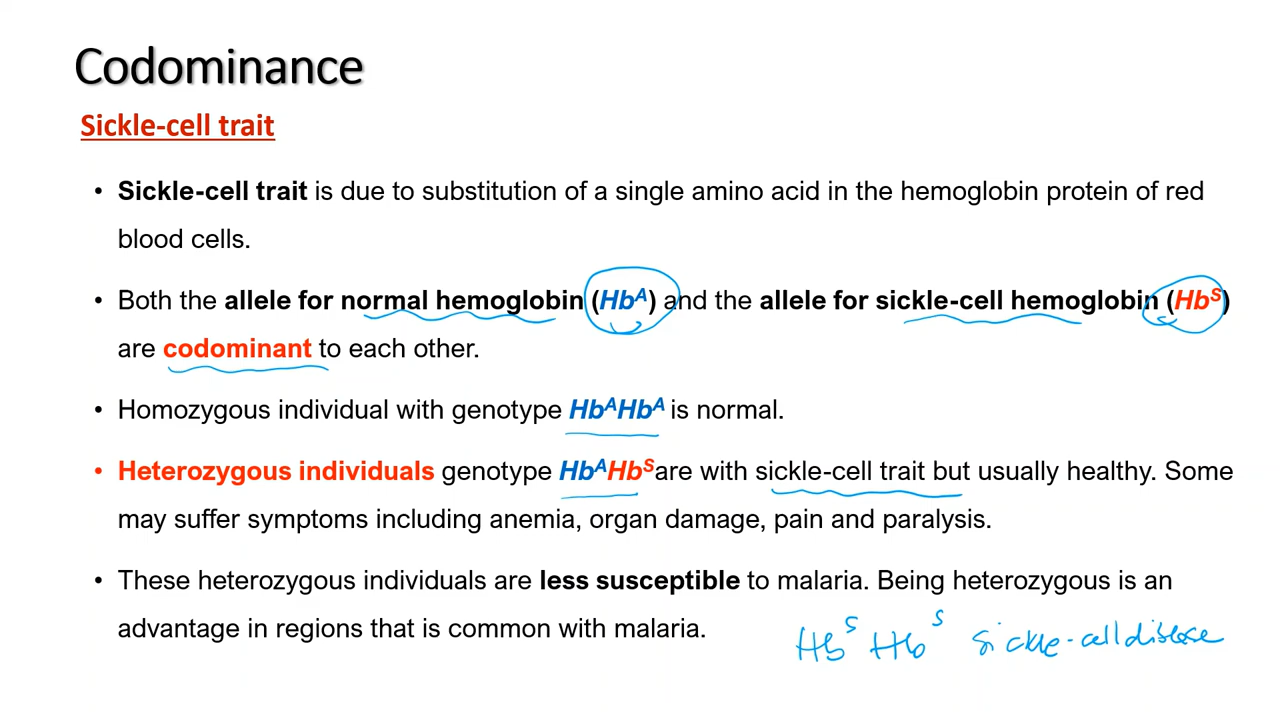 Codominance
Sickle-cell trait
• Sickle-cell trait is due to substitution of a single amino acid in the hemoglobin protein of red
blood cells.
• Both the allele for normal hemoglobin (Hbᴬ) and the allele for sickle-cell hemoglobin (Hbˢ)
are codominant to each other.
• Homozygous individual with genotype HbᴬHbᴬ is normal.
• Heterozygous individuals genotype HbᴬHbˢ are with sickle-cell trait but usually healthy. Some
may suffer symptoms including anemia, organ damage, pain and paralysis.
• These heterozygous individuals are less susceptible to malaria. Being heterozygous is an
advantage in regions that is common with malaria.
Hbˢ Hbˢ sickle-cell disease